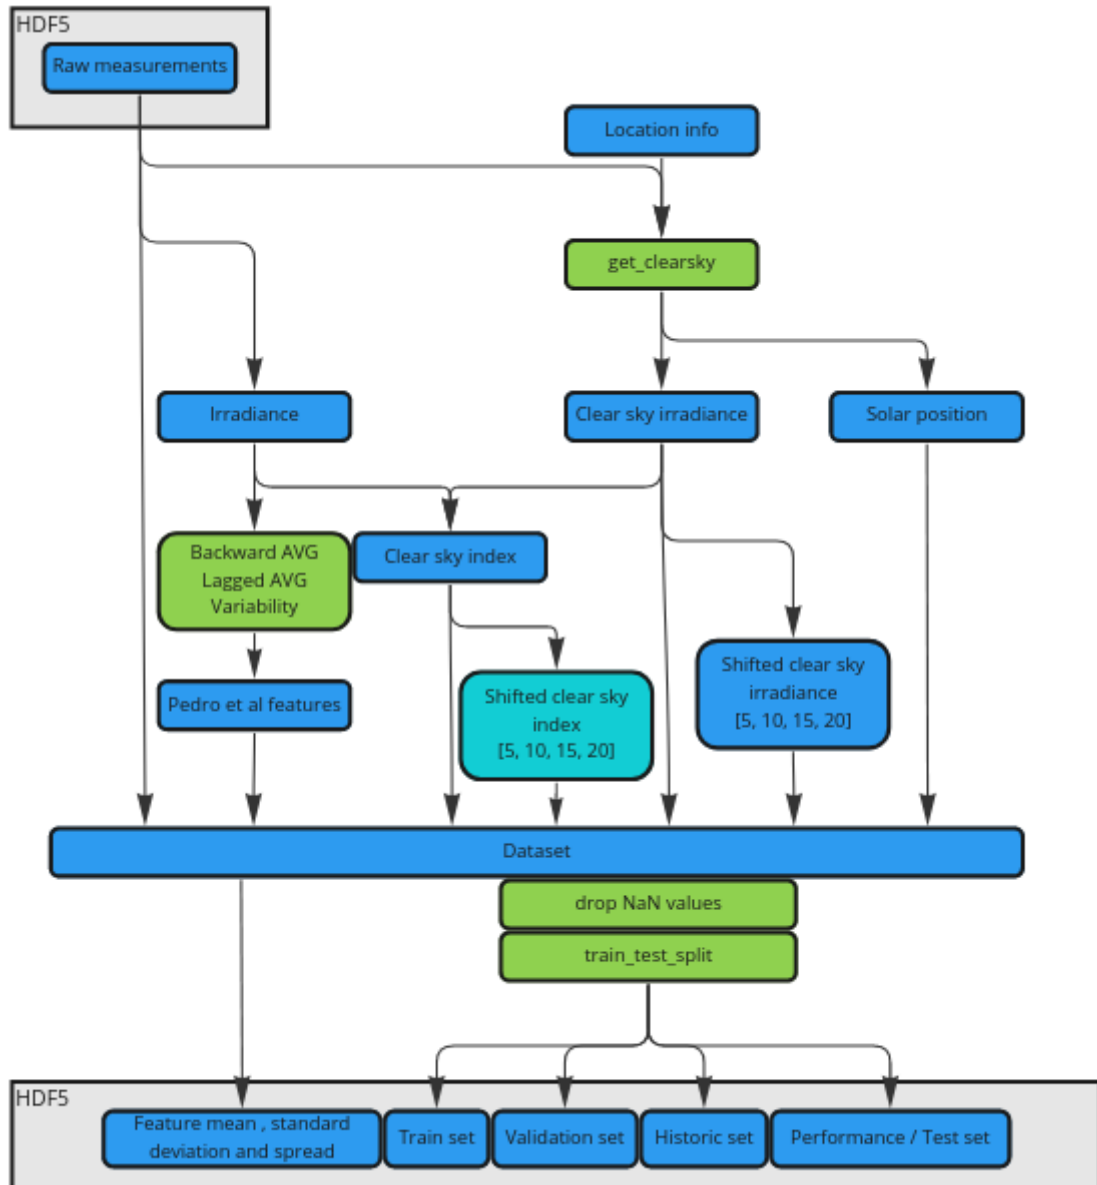 HDF5
Raw measurements
Location info
get_clearsky
Irradiance
Clear sky irradiance
Solar position
Backward AVG
Lagged AVG
Variability
Clear sky index
Pedro et al features
Shifted clear sky
index
[5, 10, 15, 20]
Shifted clear sky
irradiance
[5, 10, 15, 20]
Dataset
drop NaN values
train_test_split
HDF5
Feature mean , standard
deviation and spread
Train set
Validation set
Historic set
Performance / Test set